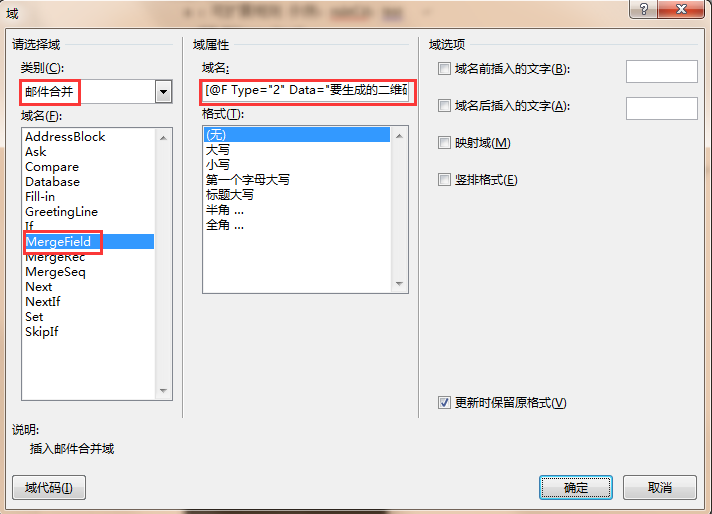 域
请选择域
类别(C):
邮件合并
域名(F):
AddressBlock
Ask
Compare
Database
Fill-in
GreetingLine
If
MergeField
MergeRec
MergeSeq
Next
NextIf
Set
SkipIf
域属性
域名:
[@F Type="2" Data="要生成的二维码
格式(T):
(无)
大写
小写
第一个字母大写
标题大写
半角 ...
全角 ...
域选项
域名前插入的文字(B):
域名后插入的文字(A):
映射域(M)
竖排格式(E)
更新时保留原格式(V)
说明:
插入邮件合并域
域代码(I)
确定
取消